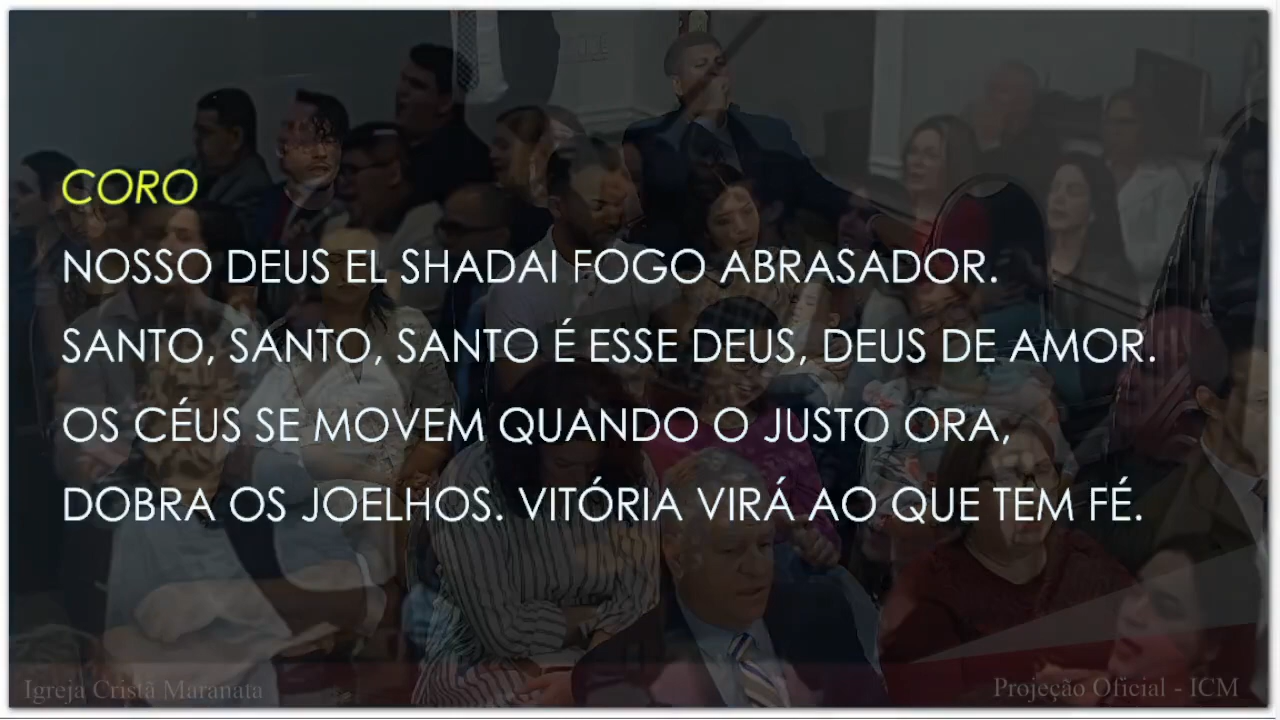 CORO
NOSSO DEUS EL SHADAI FOGO ABRASADOR.
SANTO, SANTO, SANTO É ESSE DEUS, DEUS DE AMOR.
OS CÉUS SE MOVEM QUANDO O JUSTO ORA,
DOBRA OS JOELHOS. VITÓRIA VIRÁ AO QUE TEM FÉ.
Igreja Cristã Maranata
Projeção Oficial - ICM